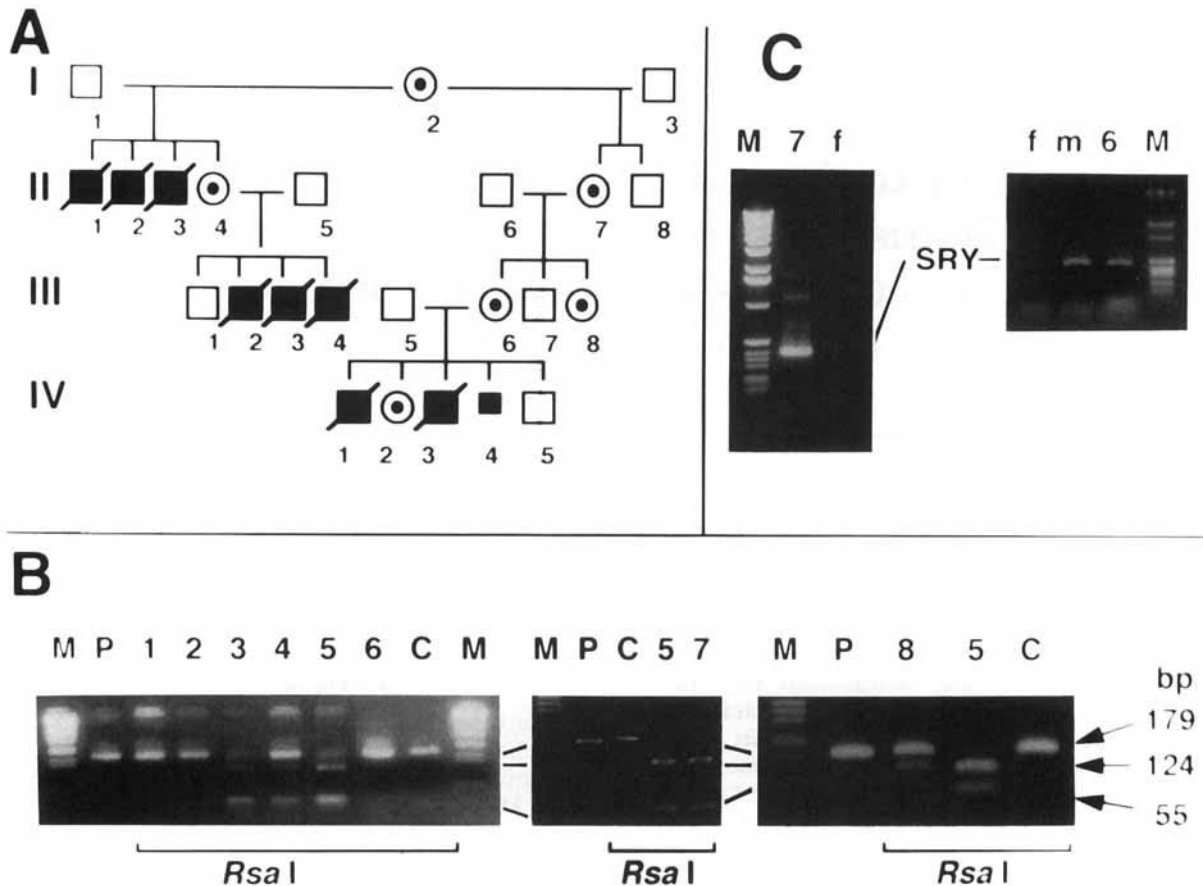 A
I
1 2 3
II
1 2 3 4 5 6 7 8
III
1 2 3 4 5 6 7 8
IV
1 2 3 4 5
C
M 7 f
f m 6 M
SRY
B
M P 1 2 3 4 5 6 C M
M P C 5 7
M P 8 5 C
bp
179
124
55
Rsa I
Rsa I
Rsa I